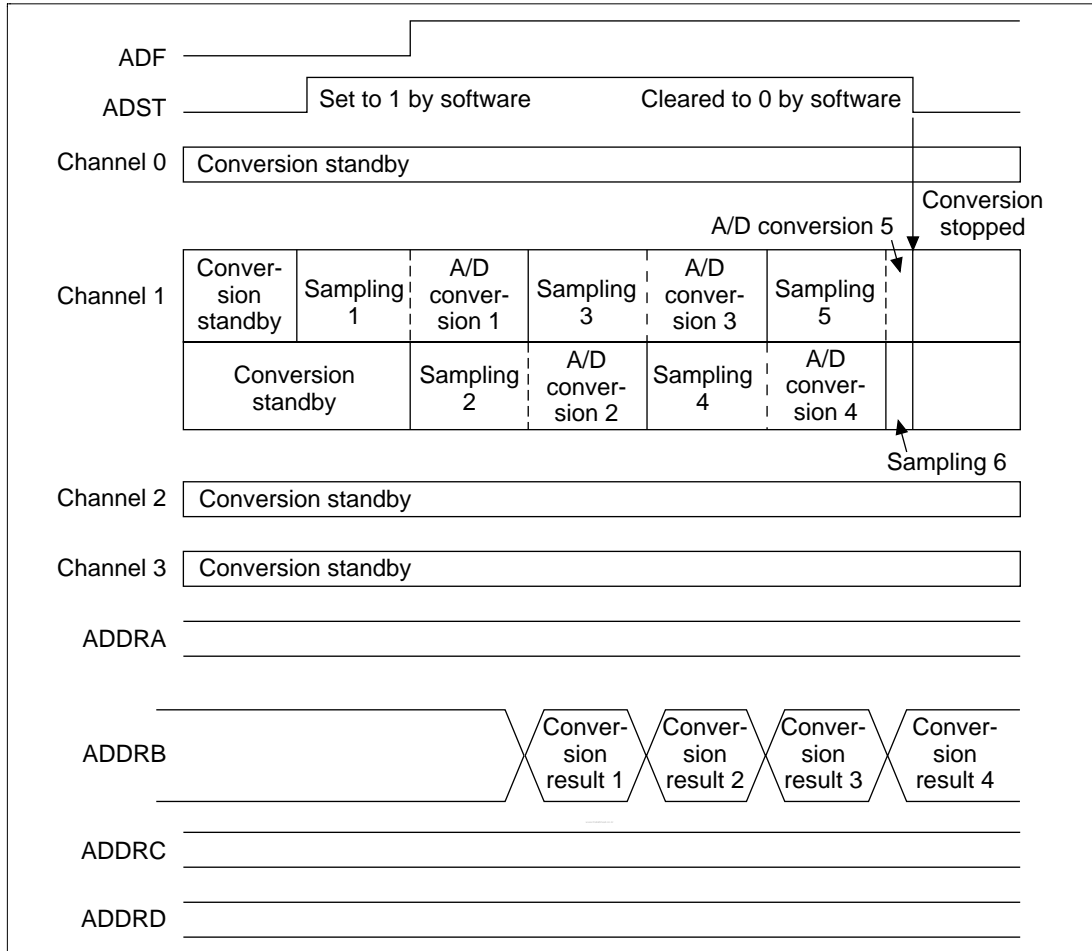 ADF
ADST
Set to 1 by software
Cleared to 0 by software
Channel 0
Conversion standby
Conversion
stopped
A/D conversion 5
Channel 1
Conver-
sion
standby
Sampling
1
A/D
conver-
sion 1
Sampling
3
A/D
conver-
sion 3
Sampling
5
Conversion
standby
Sampling
2
A/D
conver-
sion 2
Sampling
4
A/D
conver-
sion 4
Sampling 6
Channel 2
Conversion standby
Channel 3
Conversion standby
ADDRA
ADDRB
Conver-
sion
result 1
Conver-
sion
result 2
Conver-
sion
result 3
Conver-
sion
result 4
ADDRC
ADDRD